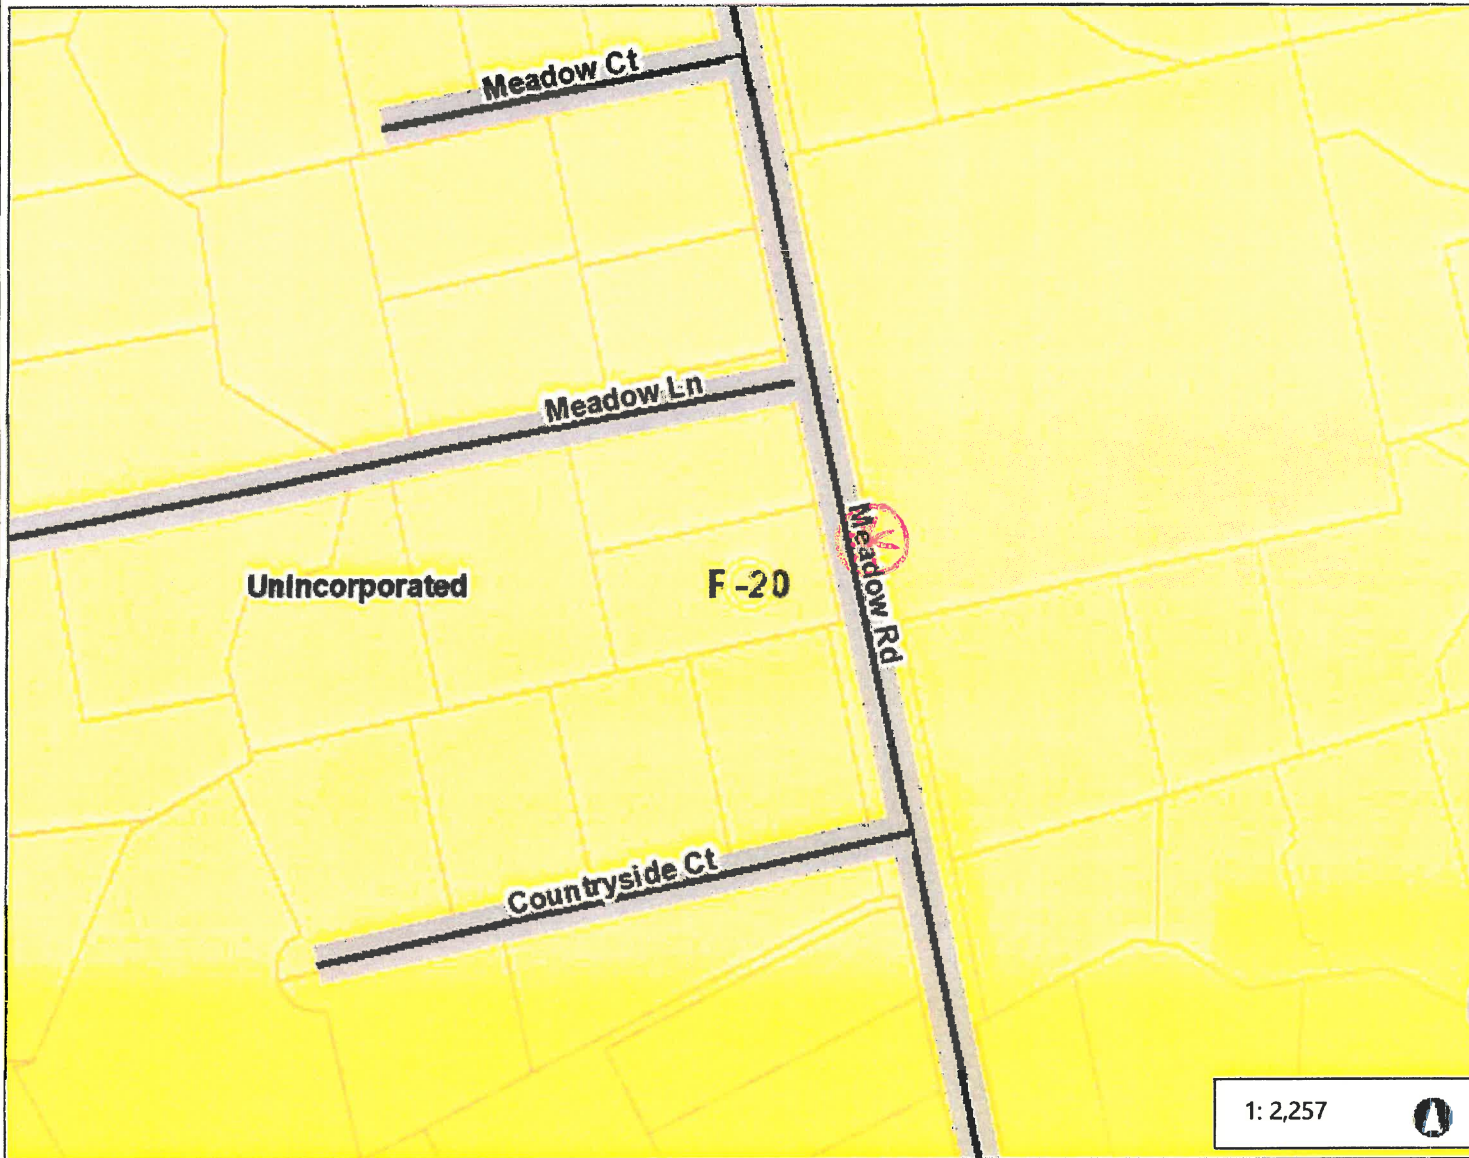 Meadow Ct
Meadow Ln
Meadow Rd
Unincorporated
F-20
Countryside Ct
1: 2,257